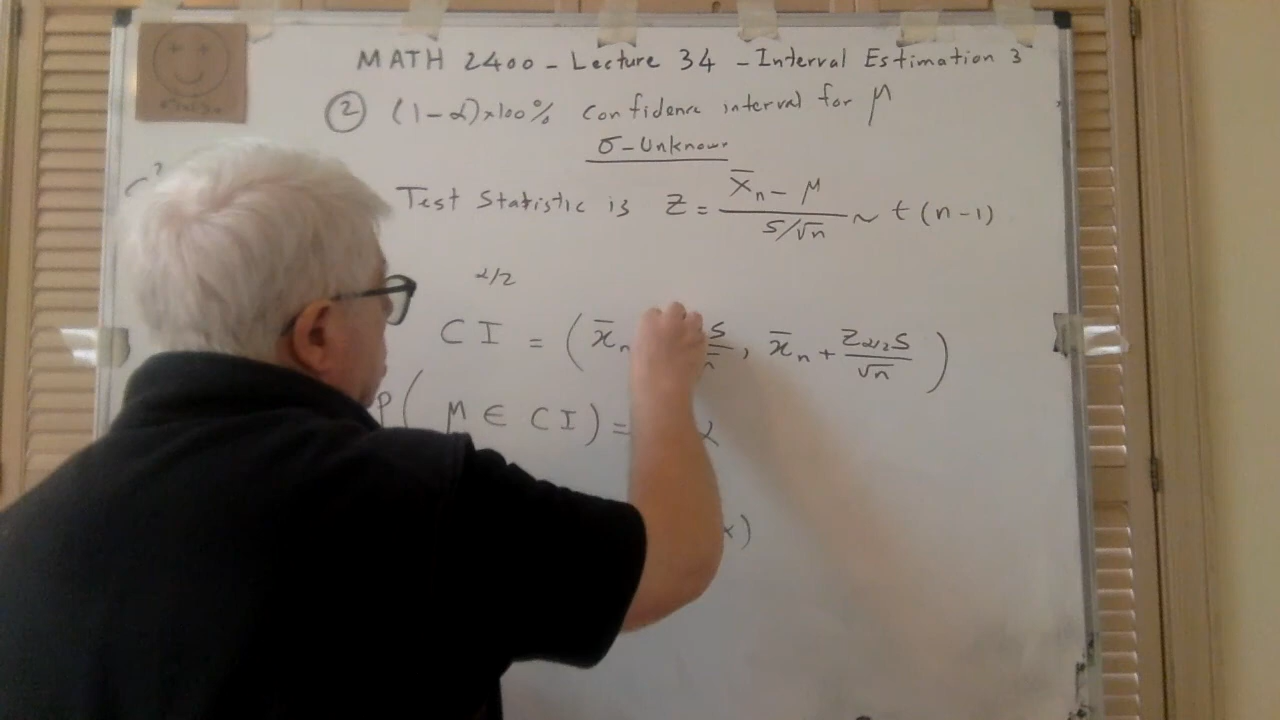 MATH 2400 - Lecture 34 - Interval Estimation 3
② (1-α)×100% confidence interval for μ
σ-Unknown
Test Statistic is Z = (X̄n - μ)/(S/√n) ~ t(n-1)
α/2
CI = (x̄n S/ , x̄n + Zα/2 S/√n)
P(μ ∈ CI) = α
)